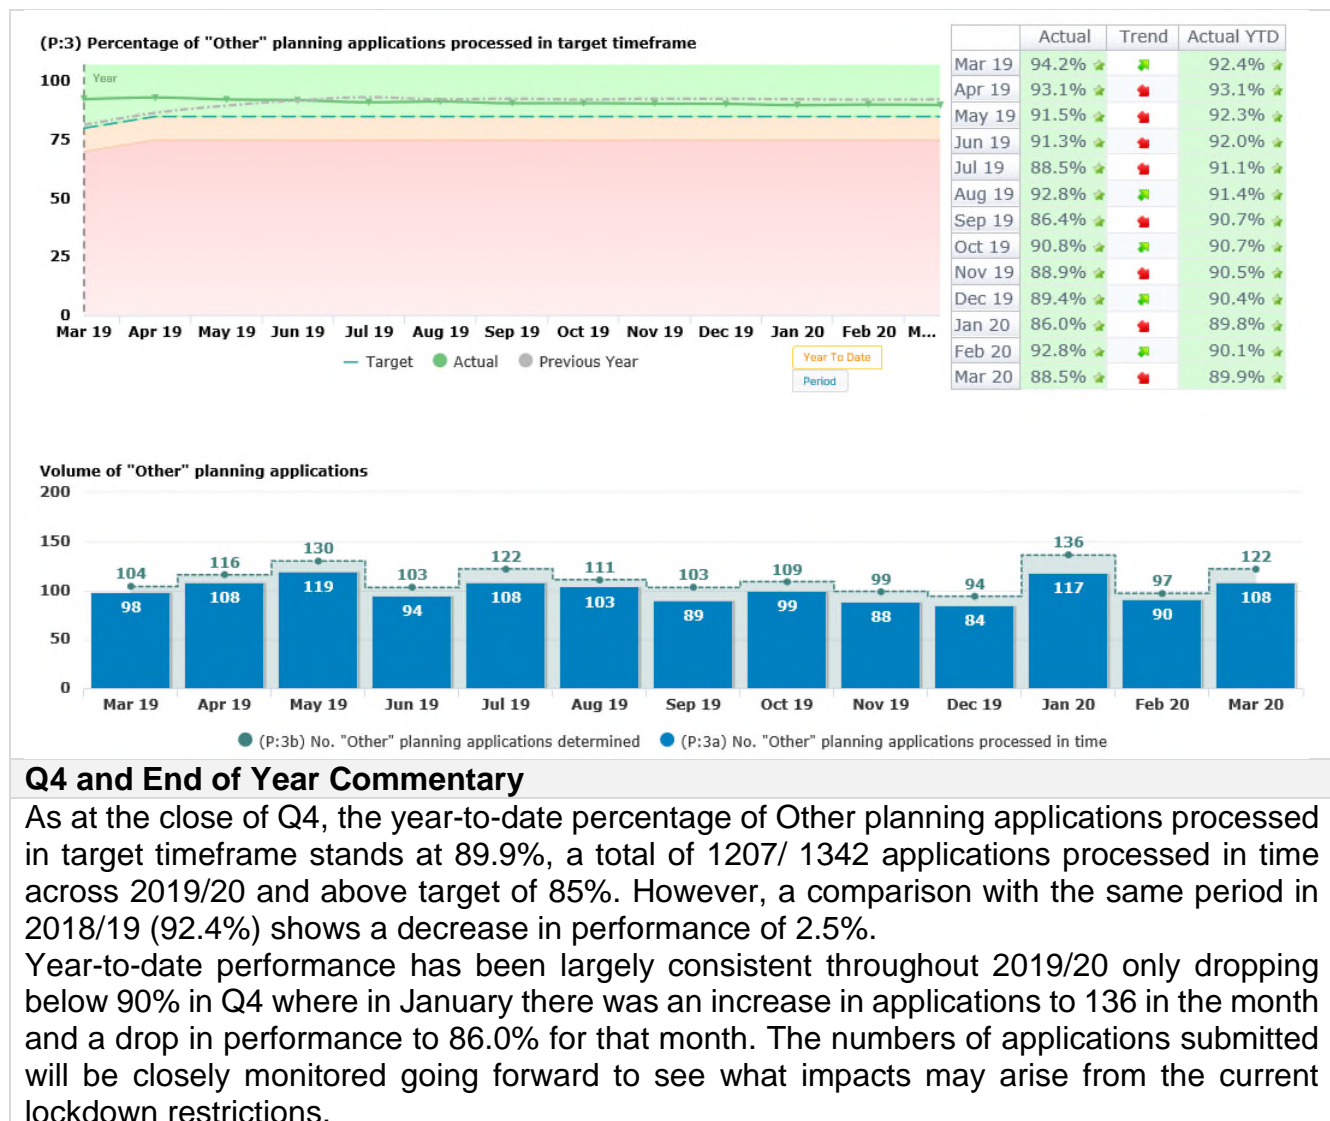 (P:3) Percentage of "Other" planning applications processed in target timeframe
100
Year
75
50
25
0
Mar 19 Apr 19 May 19 Jun 19 Jul 19 Aug 19 Sep 19 Oct 19 Nov 19 Dec 19 Jan 20 Feb 20 M...
Target Actual Previous Year
Year To Date
Period
Actual Trend Actual YTD
Mar 19 94.2% 92.4%
Apr 19 93.1% 93.1%
May 19 91.5% 92.3%
Jun 19 91.3% 92.0%
Jul 19 88.5% 91.1%
Aug 19 92.8% 91.4%
Sep 19 86.4% 90.7%
Oct 19 90.8% 90.7%
Nov 19 88.9% 90.5%
Dec 19 89.4% 90.4%
Jan 20 86.0% 89.8%
Feb 20 92.8% 90.1%
Mar 20 88.5% 89.9%
Volume of "Other" planning applications
200
150
100
50
0
104 116 130 103 122 111 103 109 99 94 136 97 122
98 108 119 94 108 103 89 99 88 84 117 90 108
Mar 19 Apr 19 May 19 Jun 19 Jul 19 Aug 19 Sep 19 Oct 19 Nov 19 Dec 19 Jan 20 Feb 20 Mar 20
(P:3b) No. "Other" planning applications determined (P:3a) No. "Other" planning applications processed in time
Q4 and End of Year Commentary
As at the close of Q4, the year-to-date percentage of Other planning applications processed
in target timeframe stands at 89.9%, a total of 1207/ 1342 applications processed in time
across 2019/20 and above target of 85%. However, a comparison with the same period in
2018/19 (92.4%) shows a decrease in performance of 2.5%.
Year-to-date performance has been largely consistent throughout 2019/20 only dropping
below 90% in Q4 where in January there was an increase in applications to 136 in the month
and a drop in performance to 86.0% for that month. The numbers of applications submitted
will be closely monitored going forward to see what impacts may arise from the current
lockdown restrictions.